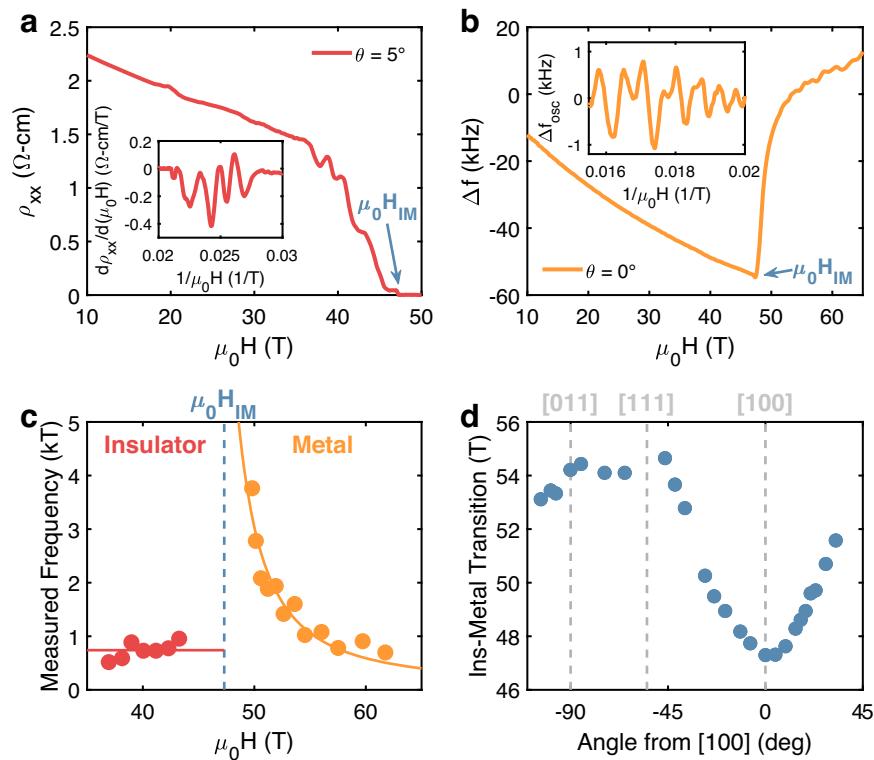 a
ρxx (Ω-cm)
2.5
2
1.5
1
0.5
0
θ = 5°
dρxx/d(μ0H) (Ω-cm/T)
0.2
0
-0.2
-0.4
0.02 0.025 0.03
1/μ0H (1/T)
μ0HIM
10 20 30 40 50
μ0H (T)
b
Δf (kHz)
20
0
-20
-40
-60
Δfosc (kHz)
1
0
-1
0.016 0.018 0.02
1/μ0H (1/T)
θ = 0°
μ0HIM
20 40 60
μ0H (T)
c
μ0HIM
Insulator
Metal
Measured Frequency (kT)
5
4
3
2
1
0
40 50 60
μ0H (T)
d
[011] [111] [100]
Ins-Metal Transition (T)
56
54
52
50
48
46
-90 -45 0 45
Angle from [100] (deg)